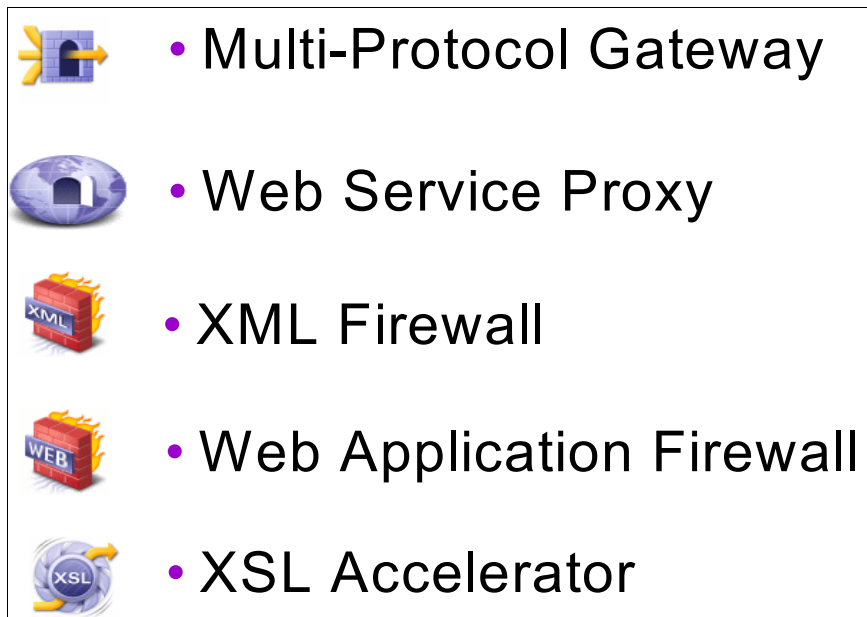 • Multi-Protocol Gateway
• Web Service Proxy
XML
• XML Firewall
WEB
• Web Application Firewall
XSL
• XSL Accelerator